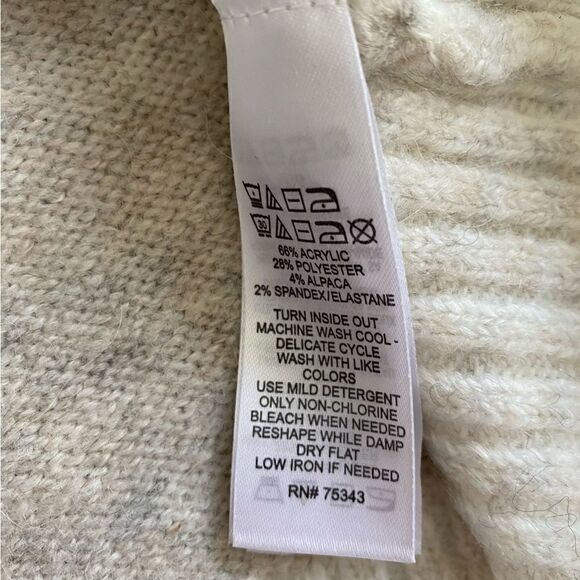 30
66% ACRYLIC
28% POLYESTER
4% ALPACA
2% SPANDEX/ELASTANE
TURN INSIDE OUT
MACHINE WASH COOL -
DELICATE CYCLE
WASH WITH LIKE
COLORS
USE MILD DETERGENT
ONLY NON-CHLORINE
BLEACH WHEN NEEDED
RESHAPE WHILE DAMP
DRY FLAT
LOW IRON IF NEEDED
RN# 75343